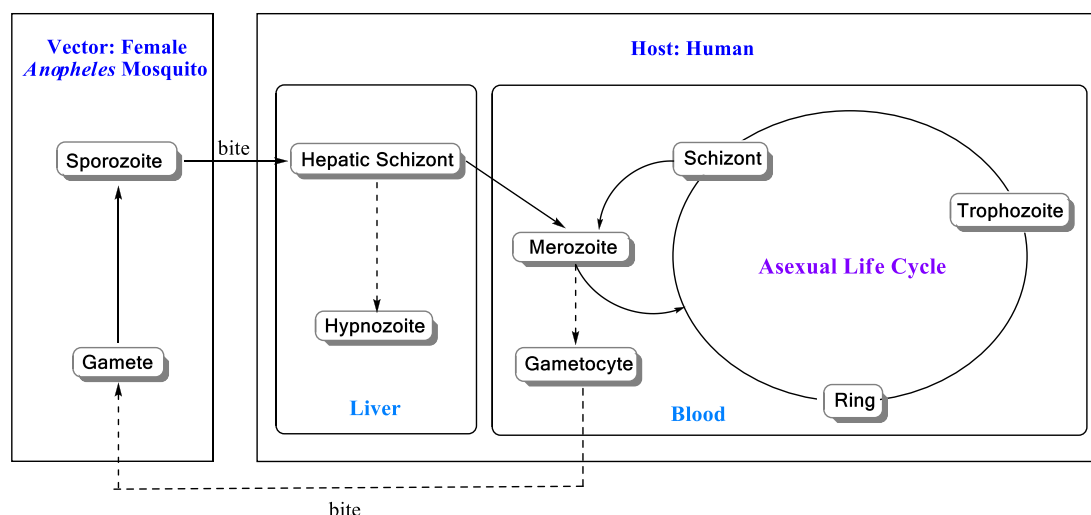 Vector: Female
Anopheles Mosquito
Host: Human
Sporozoite
bite
Hepatic Schizont
Schizont
Trophozoite
Merozoite
Asexual Life Cycle
Hypnozoite
Gamete
Gametocyte
Ring
Liver
Blood
bite